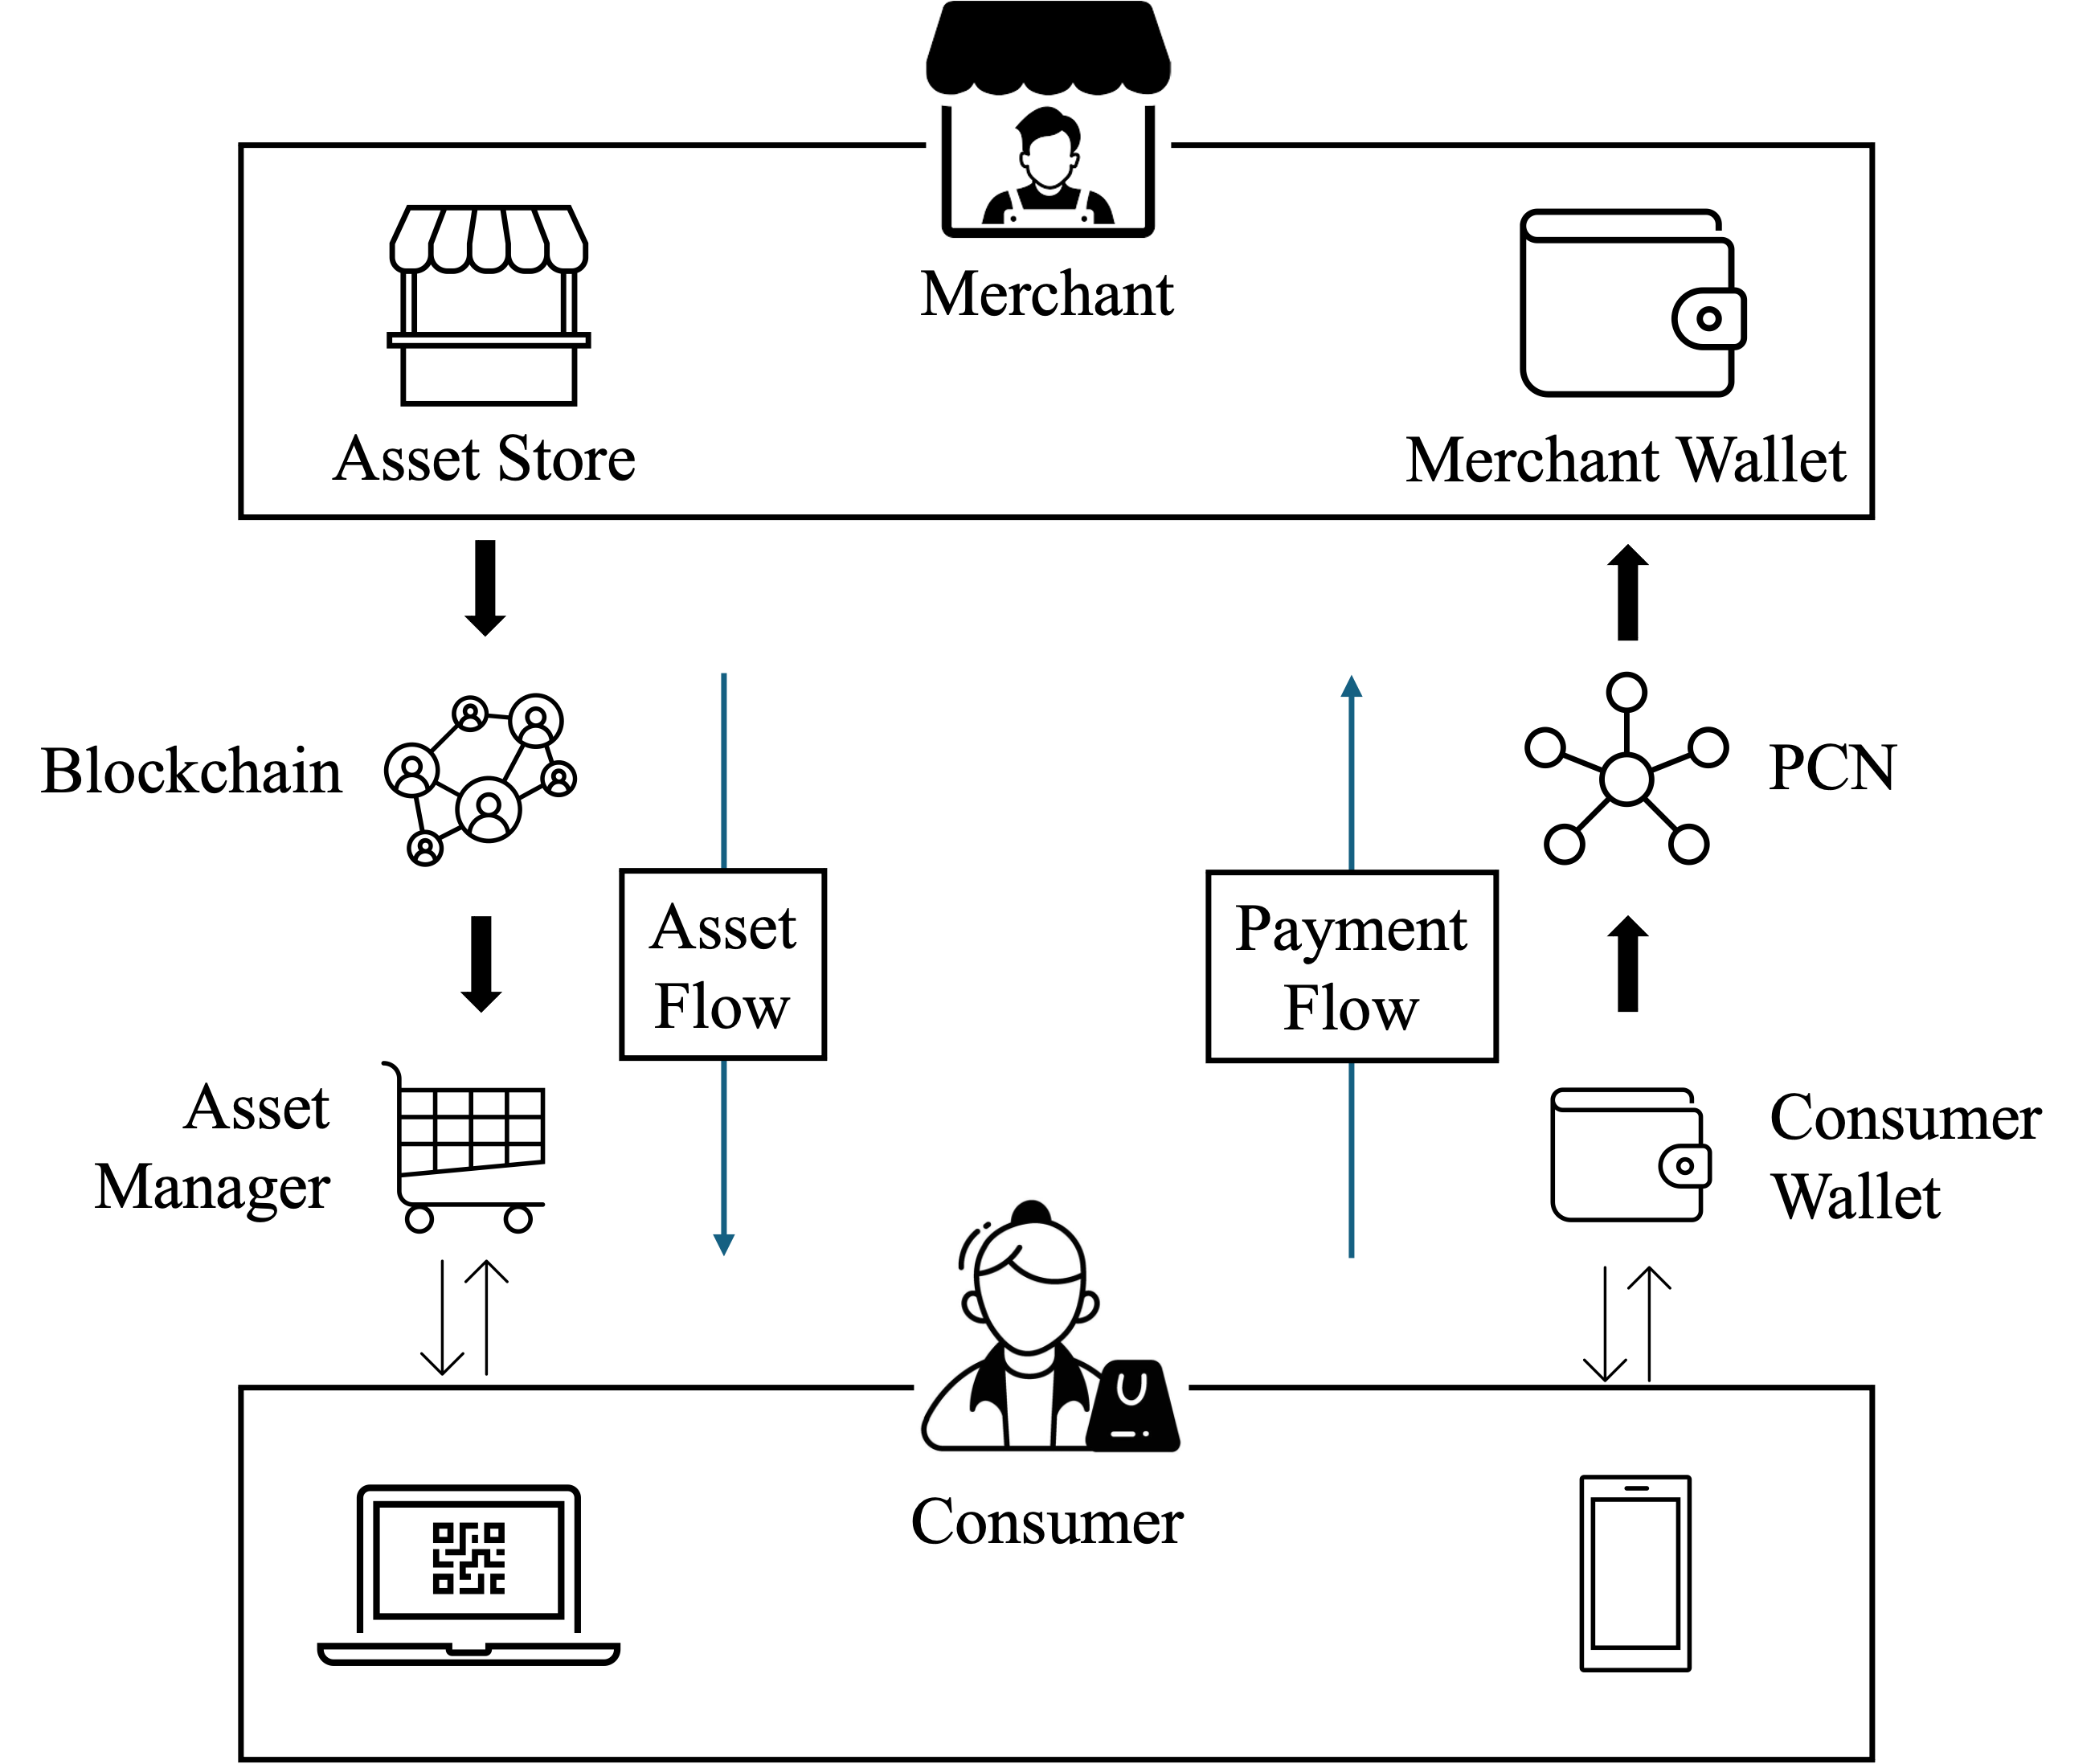 Merchant
Asset Store
Merchant Wallet
Blockchain
PCN
Asset
Flow
Payment
Flow
Asset
Manager
Consumer
Wallet
Consumer